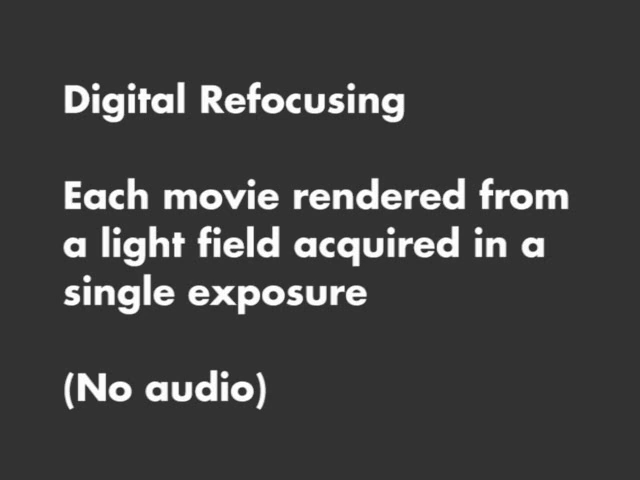 Digital Refocusing
Each movie rendered from
a light field acquired in a
single exposure
(No audio)